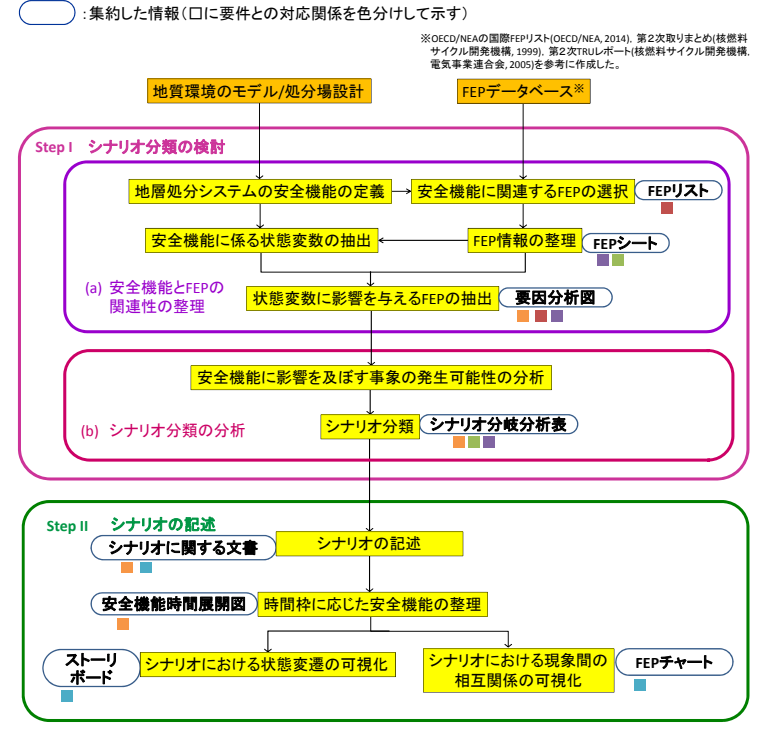 ：集約した情報(口に要件との対応関係を色分けして示す)
※OECD/NEAの国際FEPリスト(OECD/NEA, 2014)，第２次取りまとめ(核燃料
サイクル開発機構, 1999)，第２次TRUレポート(核燃料サイクル開発機構,
電気事業連合会, 2005)を参考に作成した。
地質環境のモデル/処分場設計
FEPデータベース※
Step I シナリオ分類の検討
地層処分システムの安全機能の定義
安全機能に関連するFEPの選択
FEPリスト
安全機能に係る状態変数の抽出
FEP情報の整理
FEPシート
(a) 安全機能とFEPの
関連性の整理
状態変数に影響を与えるFEPの抽出
要因分析図
安全機能に影響を及ぼす事象の発生可能性の分析
(b) シナリオ分類の分析
シナリオ分類
シナリオ分岐分析表
Step II シナリオの記述
シナリオに関する文書
シナリオの記述
安全機能時間展開図
時間枠に応じた安全機能の整理
ストーリ
ボード
シナリオにおける状態変遷の可視化
シナリオにおける現象間の
相互関係の可視化
FEPチャート